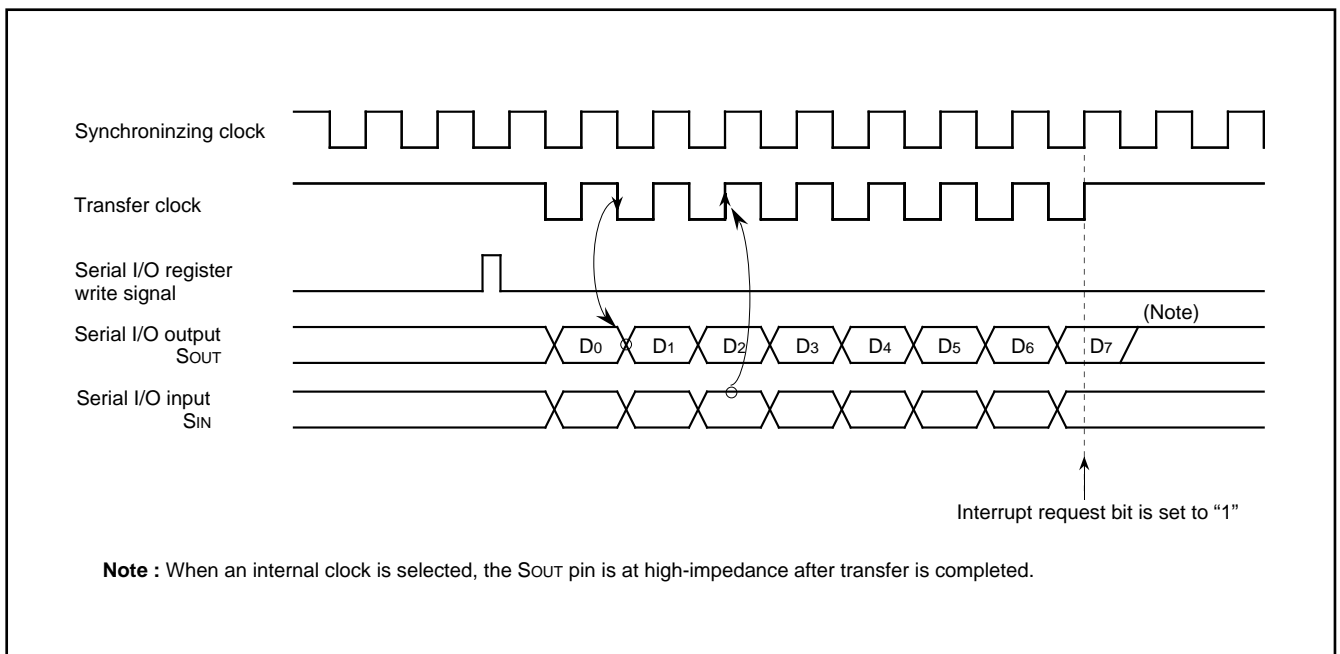 Synchroninzing clock
Transfer clock
Serial I/O register
write signal
(Note)
Serial I/O output
SOUT
D0 D1 D2 D3 D4 D5 D6 D7
Serial I/O input
SIN
Interrupt request bit is set to “1”
Note : When an internal clock is selected, the SOUT pin is at high-impedance after transfer is completed.